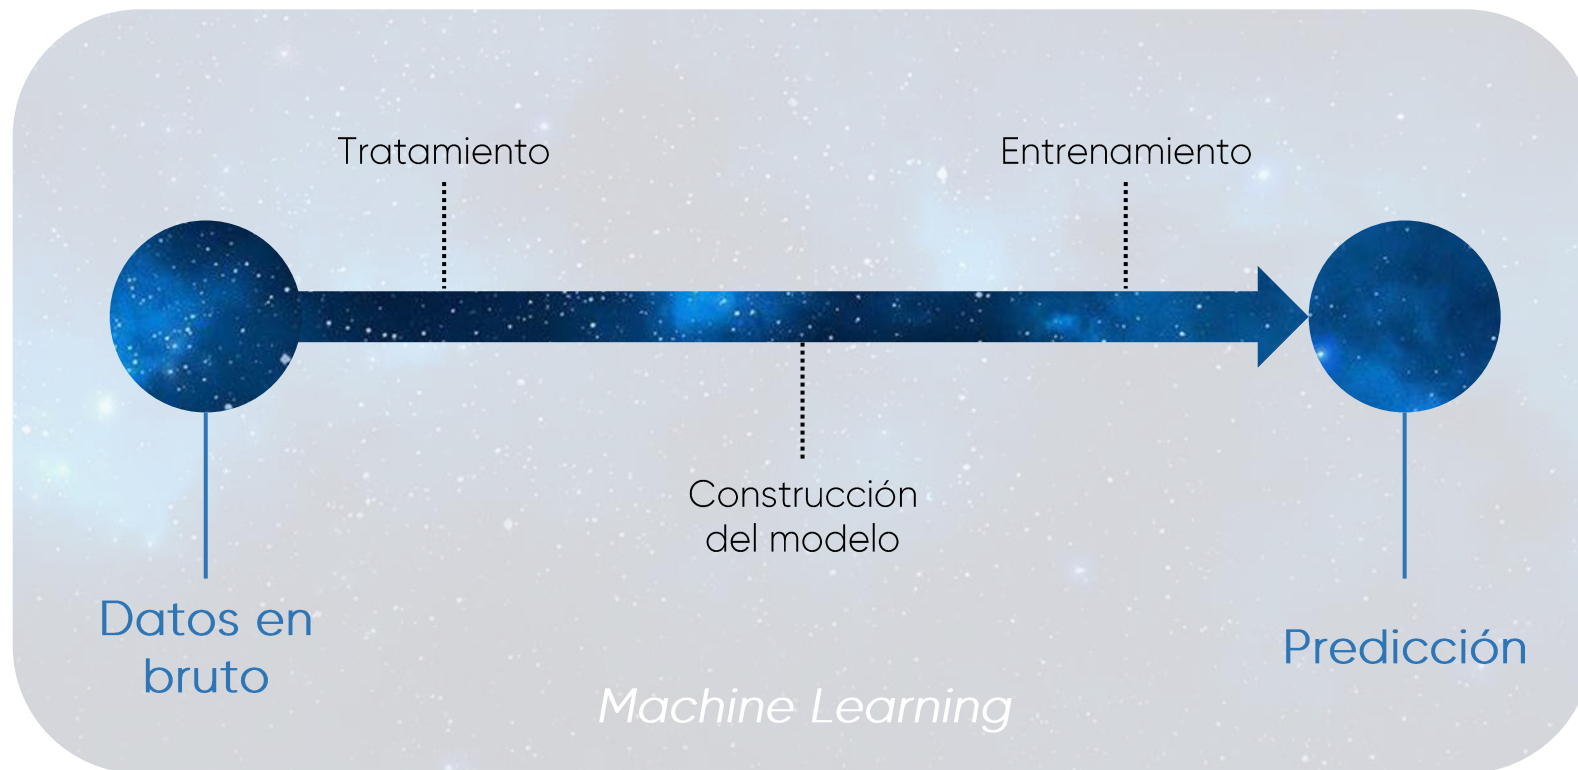 Tratamiento
Entrenamiento
Construcción
del modelo
Datos en
bruto
Predicción
Machine Learning